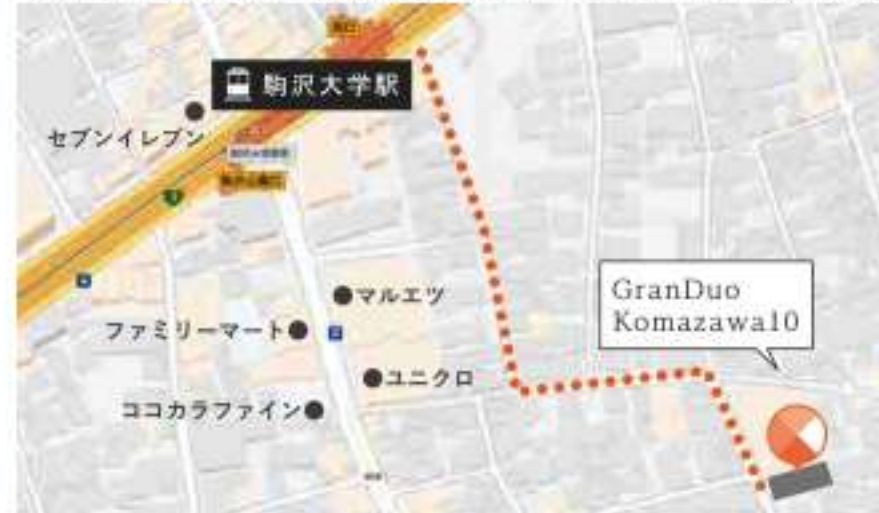 駒沢大学駅
セブンイレブン
マルエツ
ファミリーマート
ユニクロ
ココカラファイン
GranDuo
Komazawa10